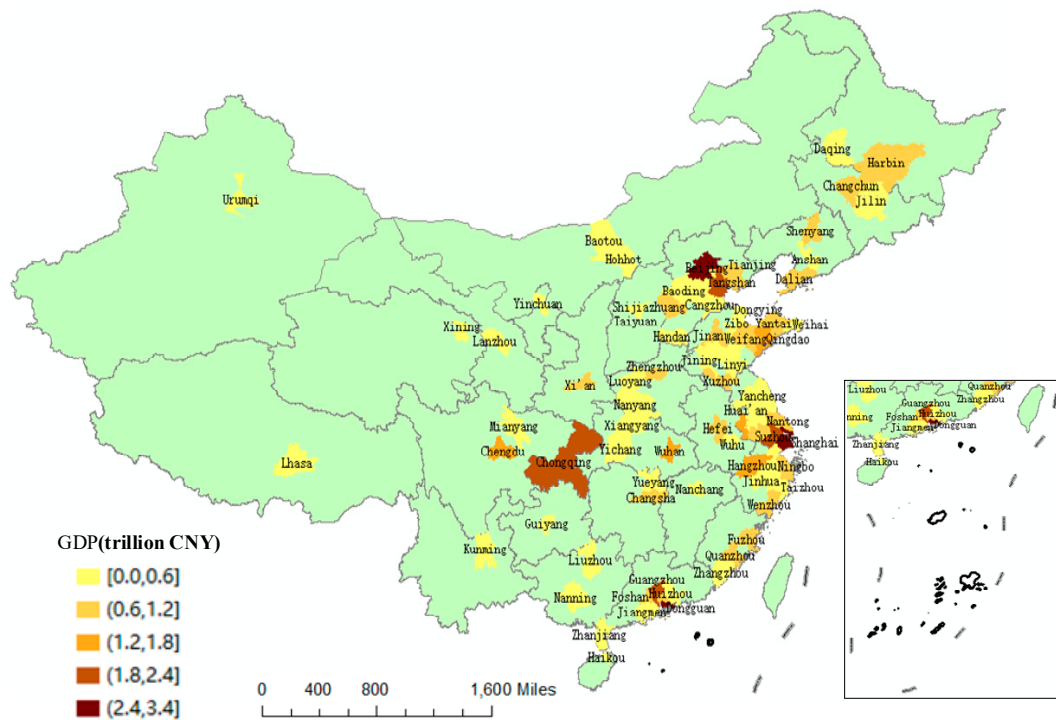 Daqing
Harbin
Changchun
Jilin
Urumqi
Shenyang
Baotou
Hohhot
Anshan
Beijing
Tianjing
Dalian
Tangshan
Baoding
Yinchuan
Shijiazhuang
Cangzhou
Dongying
Taiyuan
Zibo
Yantai
Weihai
Xining
Lanzhou
Handan
Jinan
Weifang
Qingdao
Zhengzhou
Jining
Linyi
Xi'an
Luoyang
Xuzhou
Nanyang
Yancheng
Huai'an
Mianyang
Xiangyang
Nantong
Hefei
Suzhou
Shanghai
Chengdu
Yichang
Wuhan
Wuhu
Lhasa
Chongqing
Hangzhou
Ningbo
Yueyang
Jinhua
Taizhou
Changsha
Nanchang
Wenzhou
Guiyang
Fuzhou
Kunming
Liuzhou
Quanzhou
Zhangzhou
Guangzhou
Nanning
Foshan
Huizhou
Jiangmen
Dongguan
Zhanjiang
Haikou
GDP(trillion CNY)
[0.0,0.6]
(0.6,1.2]
(1.2,1.8]
(1.8,2.4]
(2.4,3.4]
0 400 800 1,600 Miles
Quanzhou
Liuzhou
Zhangzhou
Guangzhou
nning
Foshan
Huizhou
Jiangmen
Dongguan
Zhanjiang
Haikou